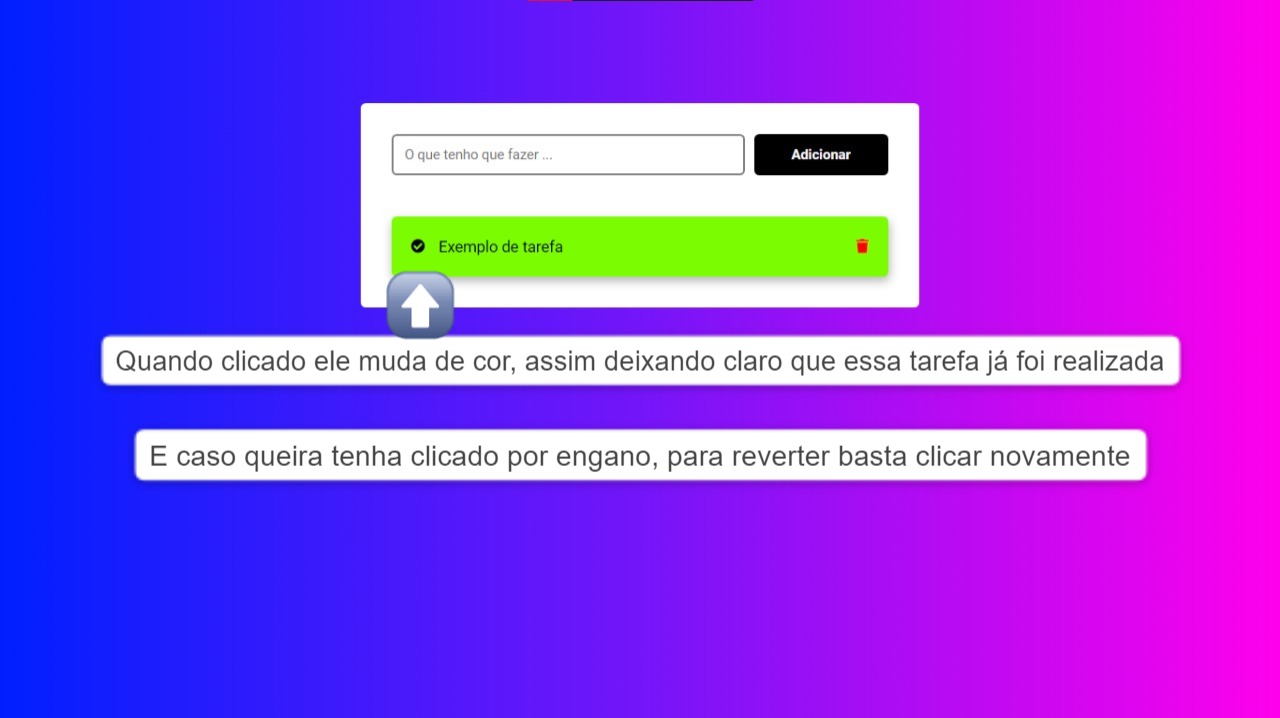 O que tenho que fazer ...
Adicionar
Exemplo de tarefa
Quando clicado ele muda de cor, assim deixando claro que essa tarefa já foi realizada
E caso queira tenha clicado por engano, para reverter basta clicar novamente